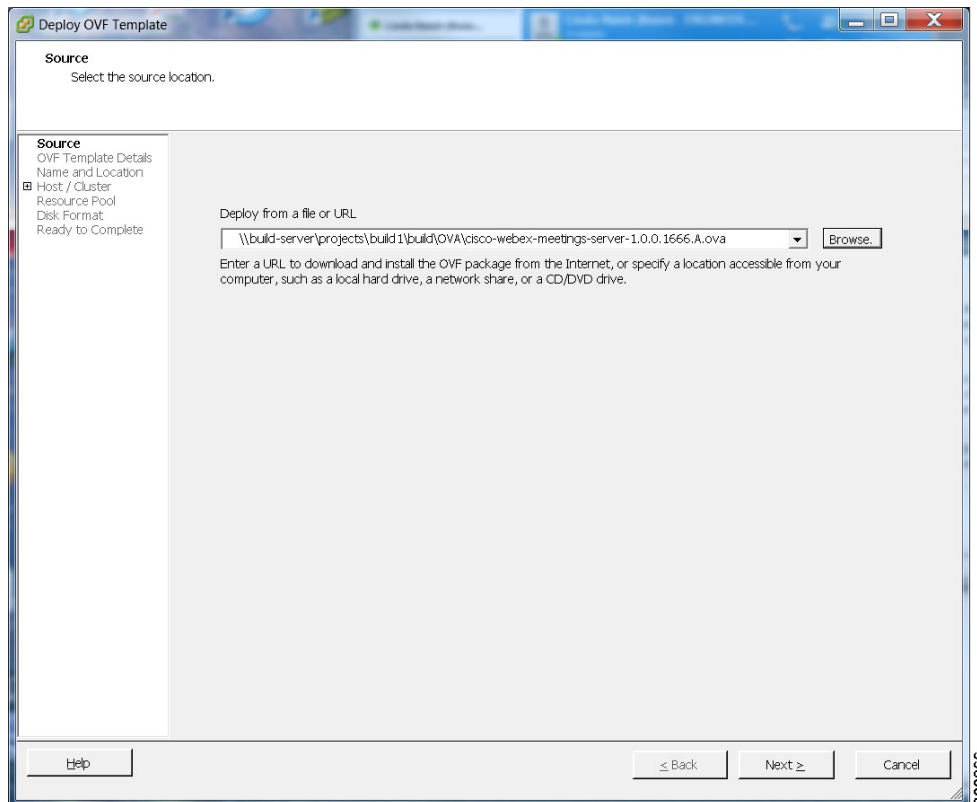 Deploy OVF Template
Source
Select the source location.
Source
OVF Template Details
Name and Location
Host / Cluster
Resource Pool
Disk Format
Ready to Complete
Deploy from a file or URL
\\build-server\projects\build1\build\OVA\cisco-webex-meetings-server-1.0.0.1666.A.ova
Browse.
Enter a URL to download and install the OVF package from the Internet, or specify a location accessible from your
computer, such as a local hard drive, a network share, or a CD/DVD drive.
Help
≤ Back
Next ≥
Cancel